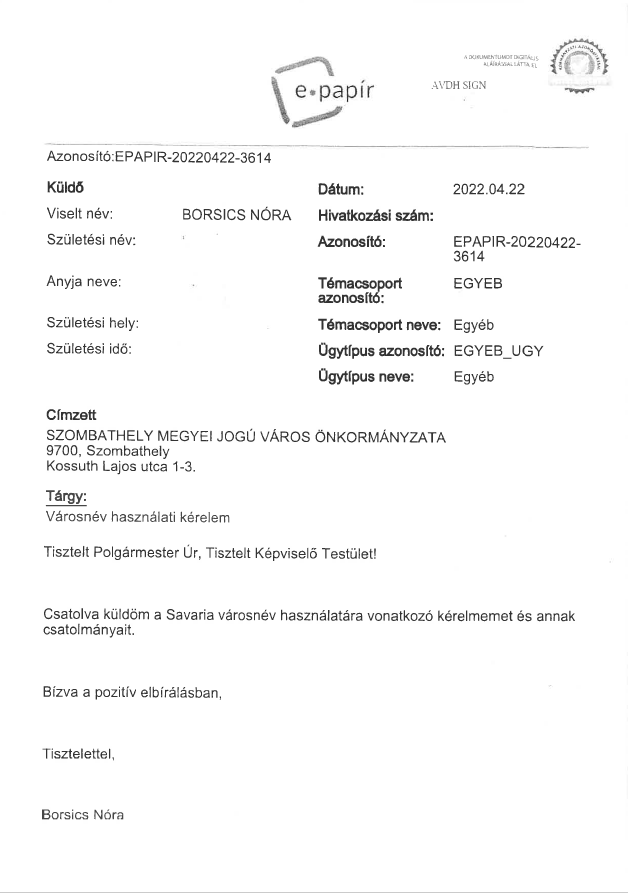 A DOKUMENTUMOT DIGITÁLIS
ALÁÍRÁSSAL LÁTTA EL
AVDH SIGN
e.papír
Azonosító:EPAPIR-20220422-3614
Küldő
Viselt név: BORSICS NÓRA
Születési név:
Anyja neve:
Születési hely:
Születési idő:
Dátum: 2022.04.22
Hivatkozási szám:
Azonosító: EPAPIR-20220422-
3614
Témacsoport EGYEB
azonosító:
Témacsoport neve: Egyéb
Ügytípus azonosító: EGYEB_UGY
Ügytípus neve: Egyéb
Címzett
SZOMBATHELY MEGYEI JOGÚ VÁROS ÖNKORMÁNYZATA
9700, Szombathely
Kossuth Lajos utca 1-3.
Tárgy:
Városnév használati kérelem
Tisztelt Polgármester Úr, Tisztelt Képviselő Testület!
Csatolva küldöm a Savaria városnév használatára vonatkozó kérelmemet és annak
csatolmányait.
Bízva a pozitív elbírálásban,
Tisztelettel,
Borsics Nóra